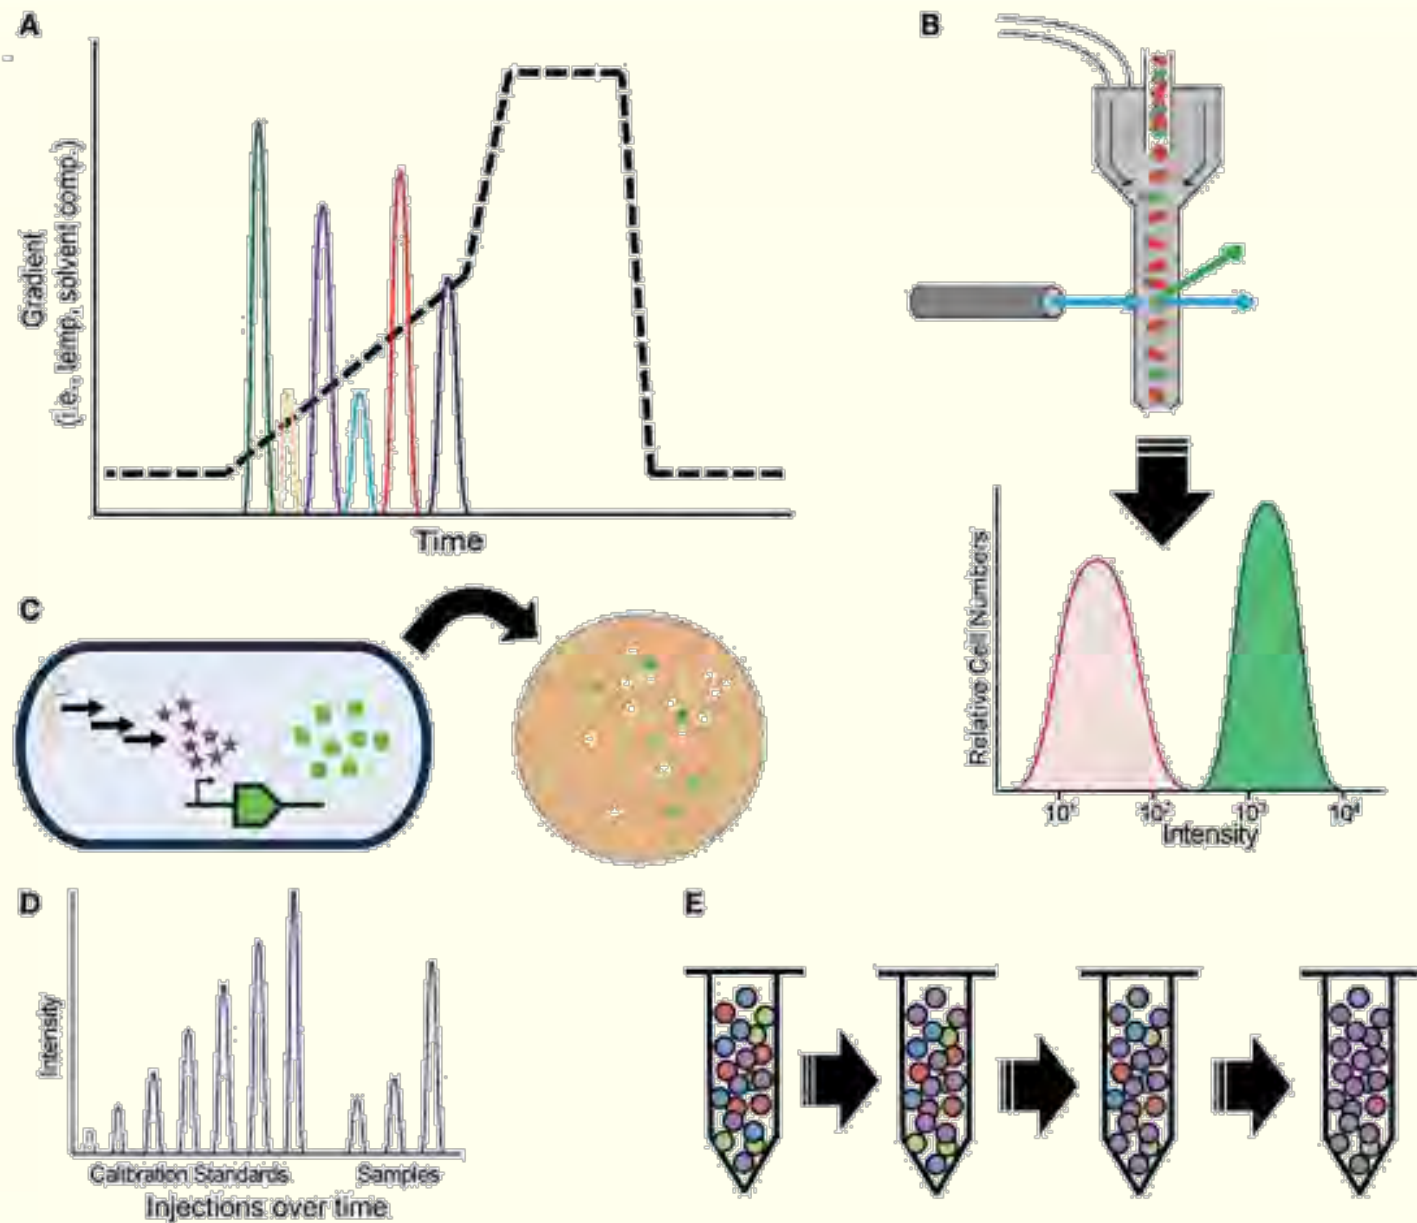 A
Gradient
(i.e., temp, solvent comp.)
Time
B
Relative Cell Numbers
10¹
10²
10³
10⁴
Intensity
C
D
Intensity
Calibration Standards
Samples
Injections over time
E